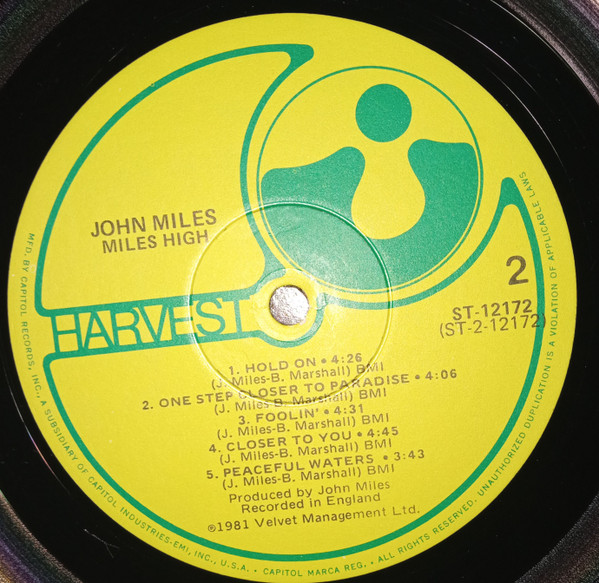 JOHN MILES
MILES HIGH
HARVEST
2
ST-12172
(ST-2-12172)
1. HOLD ON • 4:26
(J. Miles-B. Marshall) BMI
2. ONE STEP CLOSER TO PARADISE • 4:06
(J. Miles-B. Marshall) BMI
3. FOOLIN' • 4:31
(J. Miles-B. Marshall) BMI
4. CLOSER TO YOU • 4:45
(J. Miles-B. Marshall) BMI
5. PEACEFUL WATERS • 3:43
(J. Miles-B. Marshall) BMI
Produced by John Miles
Recorded in England
℗1981 Velvet Management Ltd.
MFD. BY CAPITOL RECORDS, INC., A SUBSIDIARY OF CAPITOL INDUSTRIES-EMI, INC., U.S.A. • CAPITOL MARCA REG. • ALL RIGHTS RESERVED. UNAUTHORIZED DUPLICATION IS A VIOLATION OF APPLICABLE LAWS